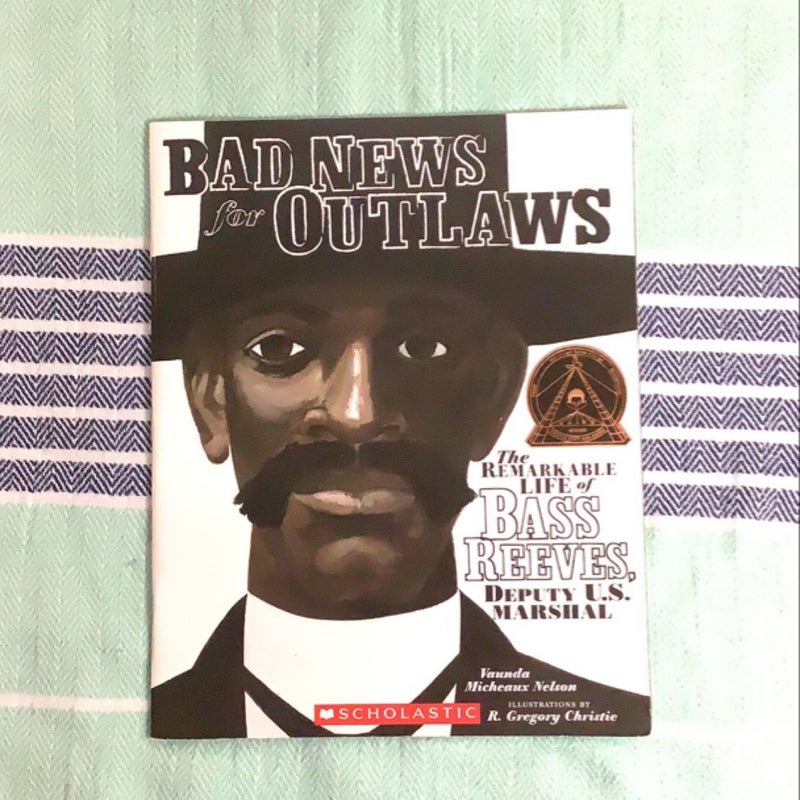 BAD NEWS
for OUTLAWS
The
REMARKABLE
LIFE of
BASS
REEVES,
DEPUTY U.S.
MARSHAL
Vaunda
Micheaux Nelson
ILLUSTRATIONS BY
R. Gregory Christie
SCHOLASTIC